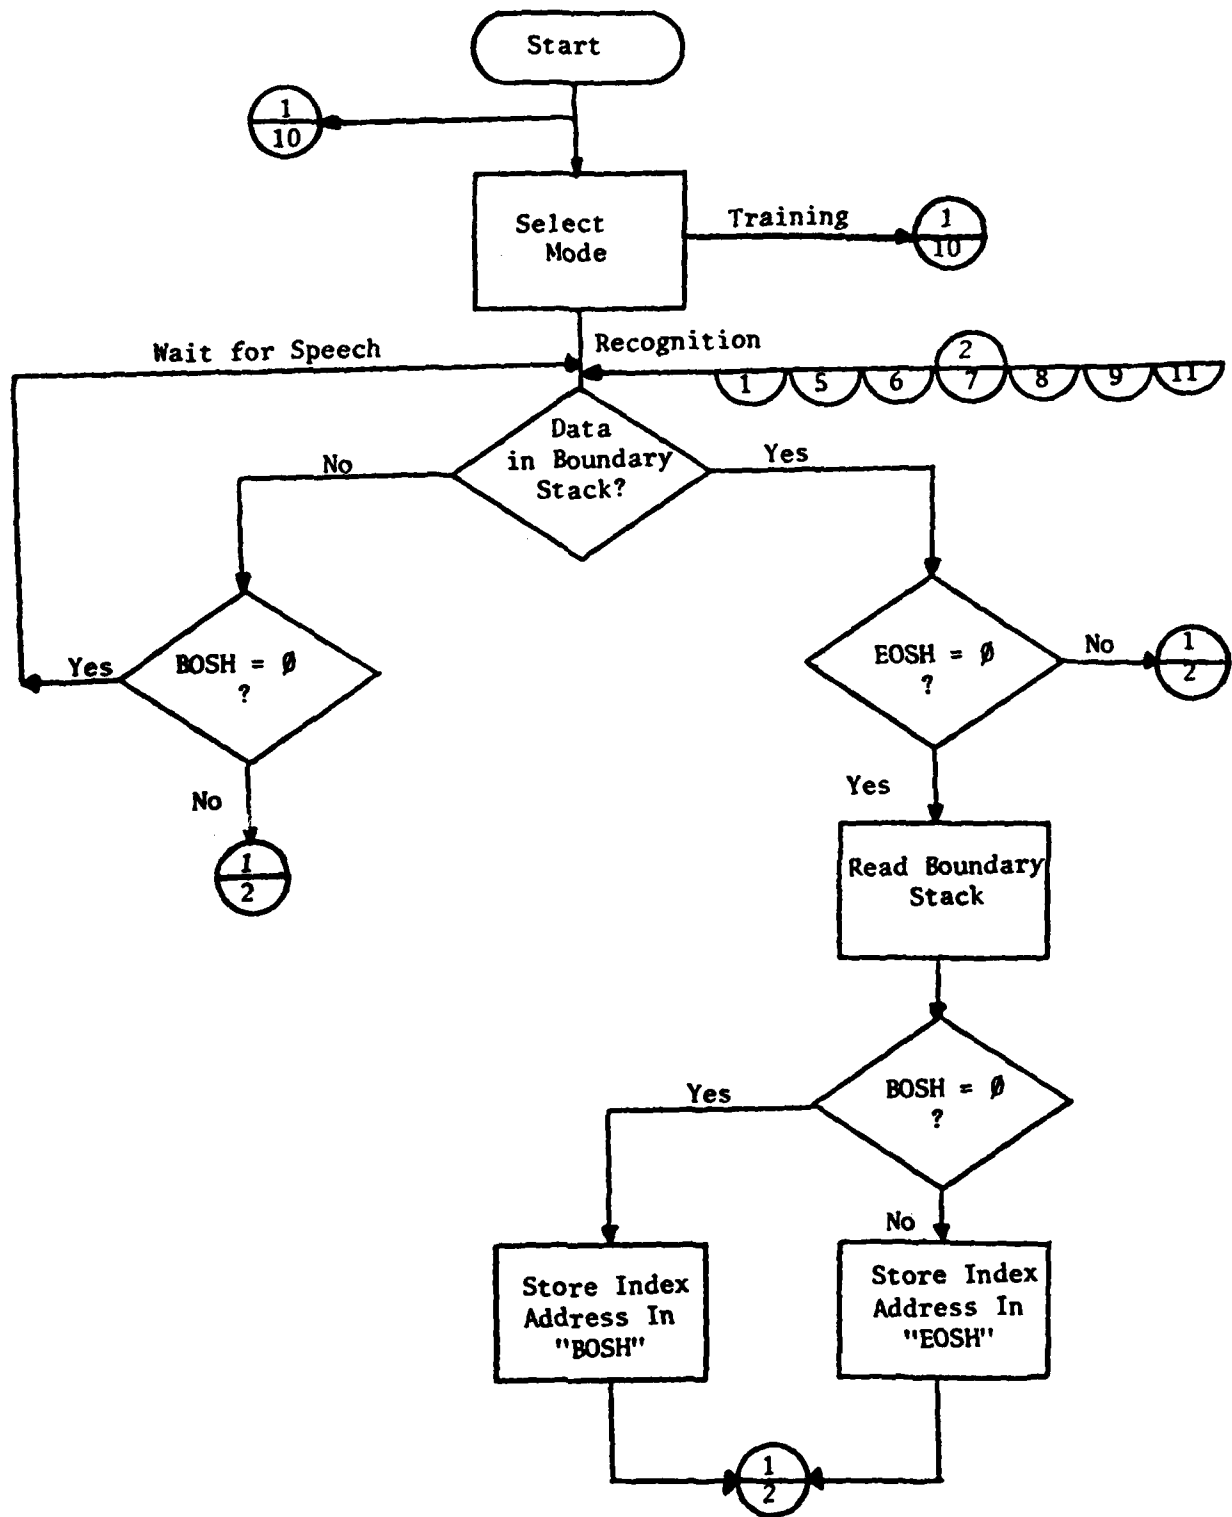 Start
1
10
Select
Mode
Training
1
10
Wait for Speech
Recognition
2
1
5
6
7
8
9
11
Data
in Boundary
Stack?
No
Yes
Yes
BOSH = Ø
?
EOSH = Ø
?
No
1
2
No
Yes
1
2
Read Boundary
Stack
Yes
BOSH = Ø
?
No
Store Index
Address In
"BOSH"
Store Index
Address In
"EOSH"
1
2